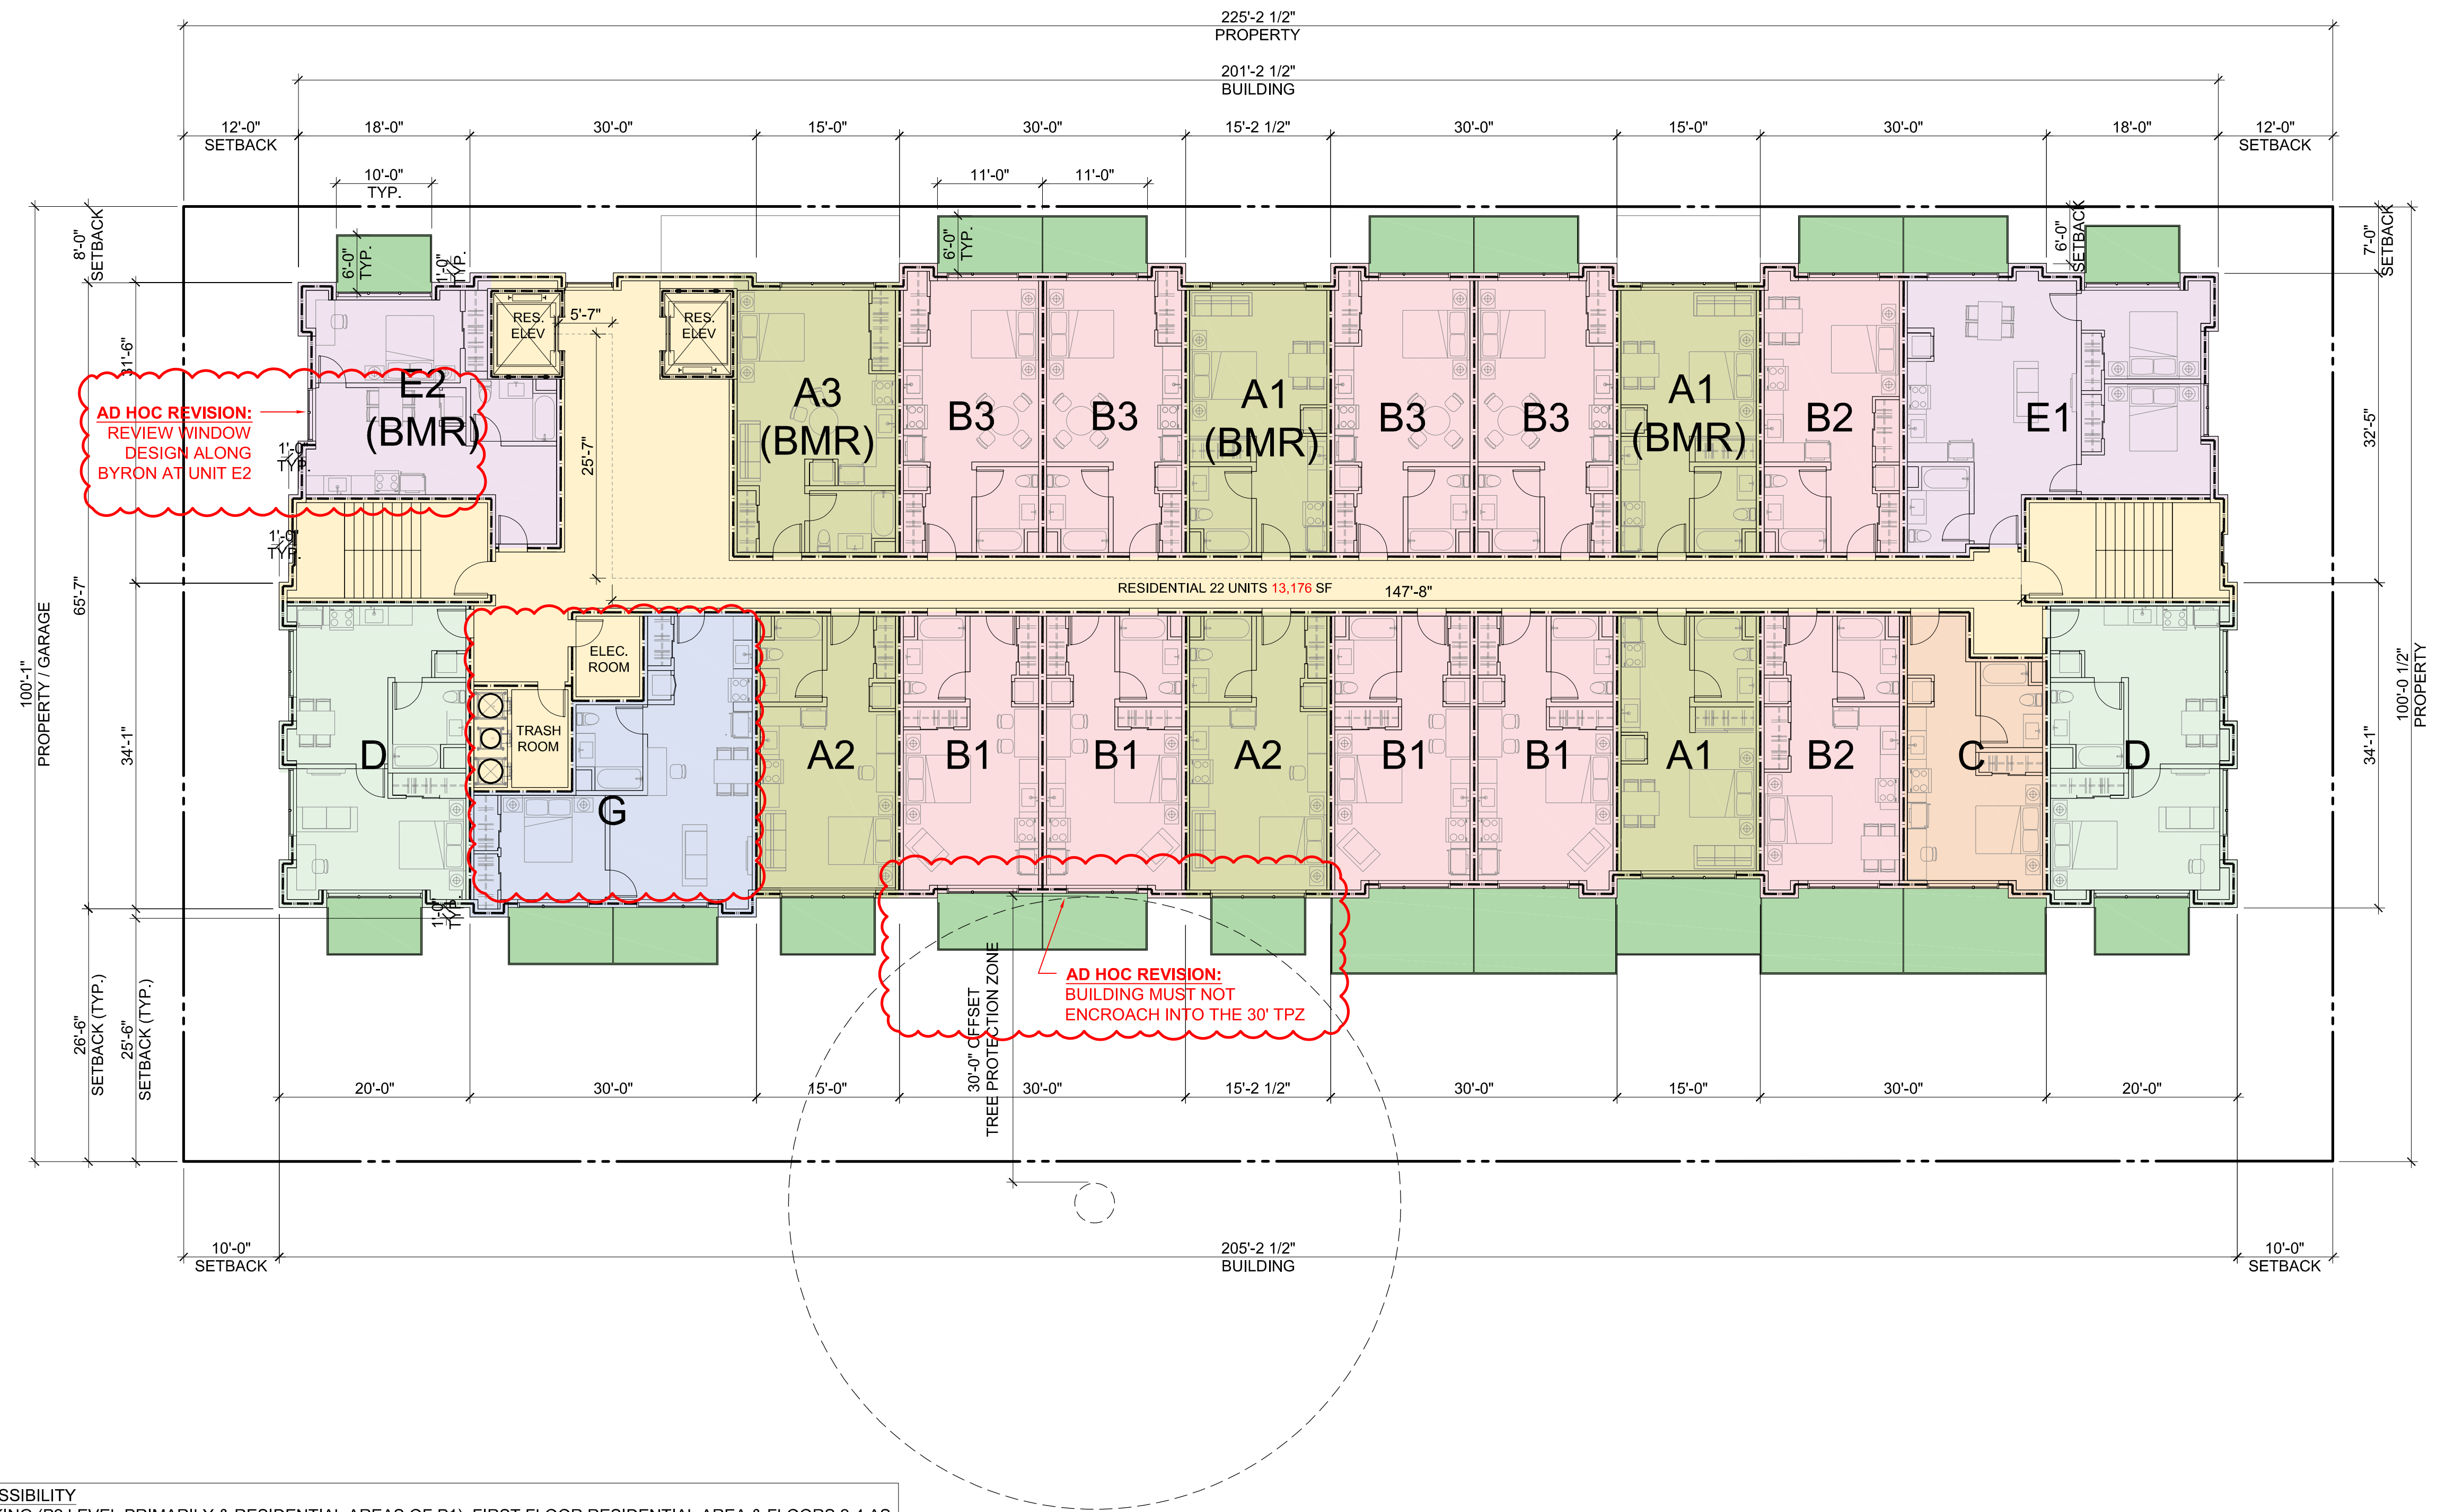 225'-2 1/2"
PROPERTY
201'-2 1/2"
BUILDING
12'-0"
SETBACK
18'-0"
30'-0"
15'-0"
30'-0"
15'-2 1/2"
30'-0"
15'-0"
30'-0"
18'-0"
12'-0"
SETBACK
10'-0"
TYP.
11'-0"
11'-0"
8'-0"
SETBACK
6'-0"
TYP.
1'-0"
TYP.
6'-0"
TYP.
6'-0"
SETBACK
7'-0"
SETBACK
RES.
ELEV
5'-7"
RES.
ELEV
31'-6"
E2
(BMR)
A3
(BMR)
B3
B3
A1
(BMR)
B3
B3
A1
(BMR)
B2
E1
AD HOC REVISION:
REVIEW WINDOW
DESIGN ALONG
BYRON AT UNIT E2
1'-0"
TYP.
25'-7"
32'-5"
1'-0"
TYP.
65'-7"
RESIDENTIAL 22 UNITS 13,176 SF
147'-8"
100'-1"
PROPERTY / GARAGE
34'-1"
ELEC.
ROOM
TRASH
ROOM
D
G
A2
B1
B1
A2
B1
B1
A1
B2
C
D
34'-1"
100'-0 1/2"
PROPERTY
1'-0"
TYP.
26'-6"
SETBACK (TYP.)
25'-6"
SETBACK (TYP.)
30'-0" OFFSET
TREE PROTECTION ZONE
AD HOC REVISION:
BUILDING MUST NOT
ENCROACH INTO THE 30' TPZ
20'-0"
30'-0"
15'-0"
30'-0"
15'-2 1/2"
30'-0"
15'-0"
30'-0"
20'-0"
10'-0"
SETBACK
205'-2 1/2"
BUILDING
10'-0"
SETBACK
SSIBILITY